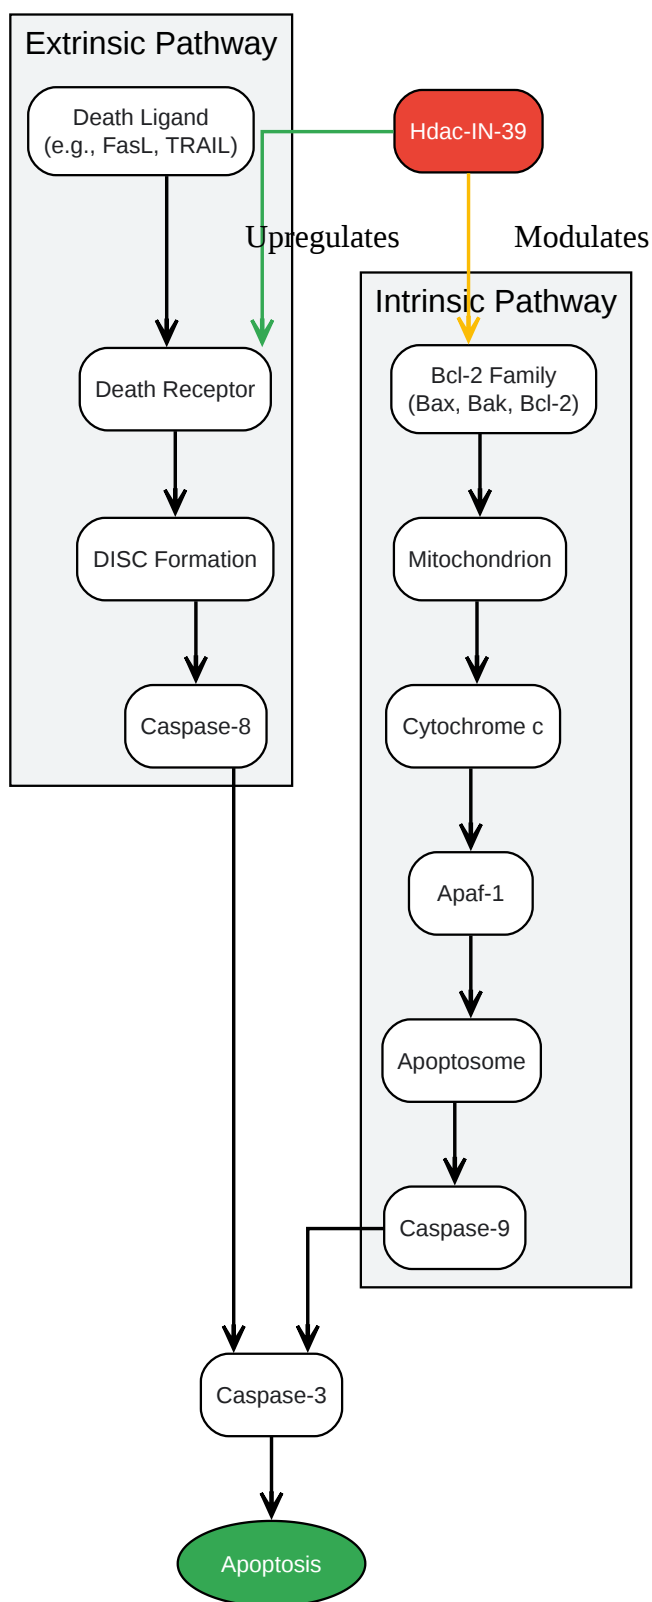 Extrinsic Pathway
Death Ligand
(e.g., FasL, TRAIL)
Hdac-IN-39
Upregulates
Modulates
Intrinsic Pathway
Death Receptor
Bcl-2 Family
(Bax, Bak, Bcl-2)
DISC Formation
Mitochondrion
Caspase-8
Cytochrome c
Apaf-1
Apoptosome
Caspase-9
Caspase-3
Apoptosis